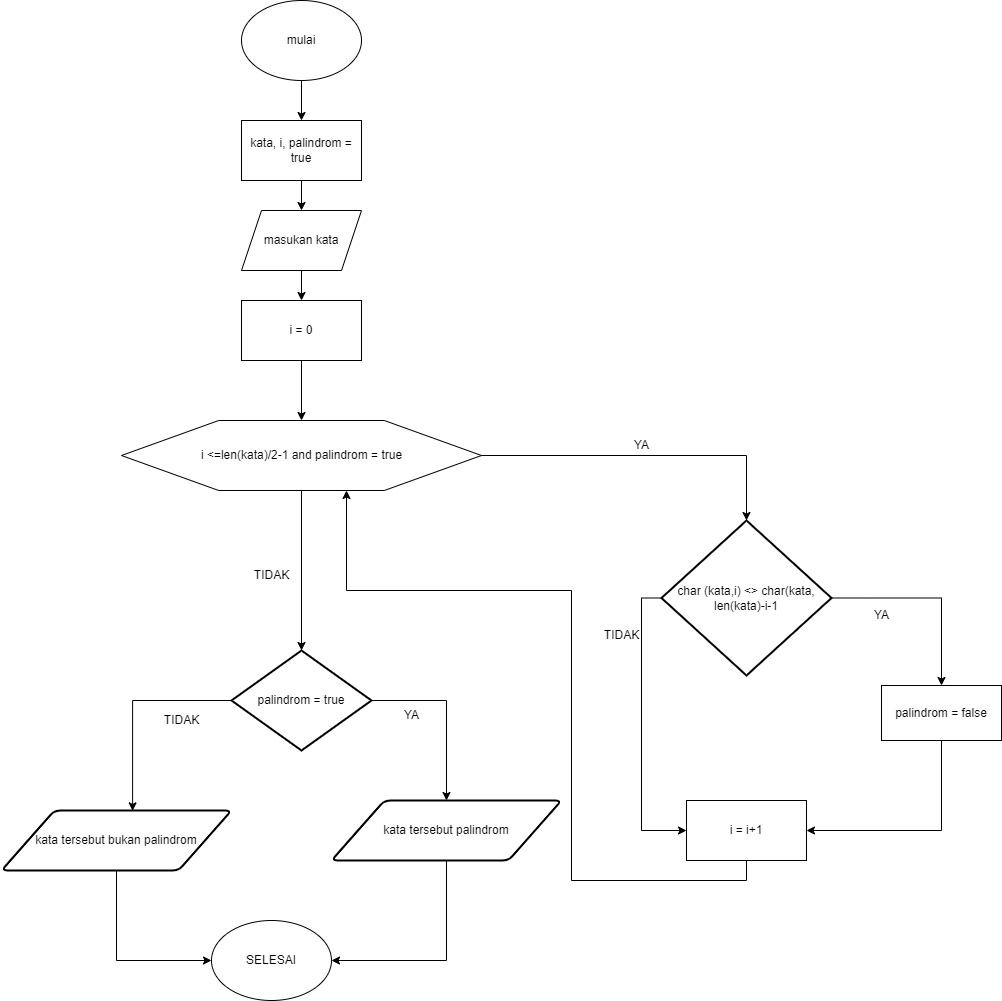 mulai
kata, i, palindrom =
true
masukan kata
i = 0
i <=len(kata)/2-1 and palindrom = true
YA
TIDAK
char (kata,i) <> char(kata,
len(kata)-i-1
TIDAK
YA
palindrom = false
i = i+1
palindrom = true
TIDAK
YA
kata tersebut bukan palindrom
kata tersebut palindrom
SELESAI